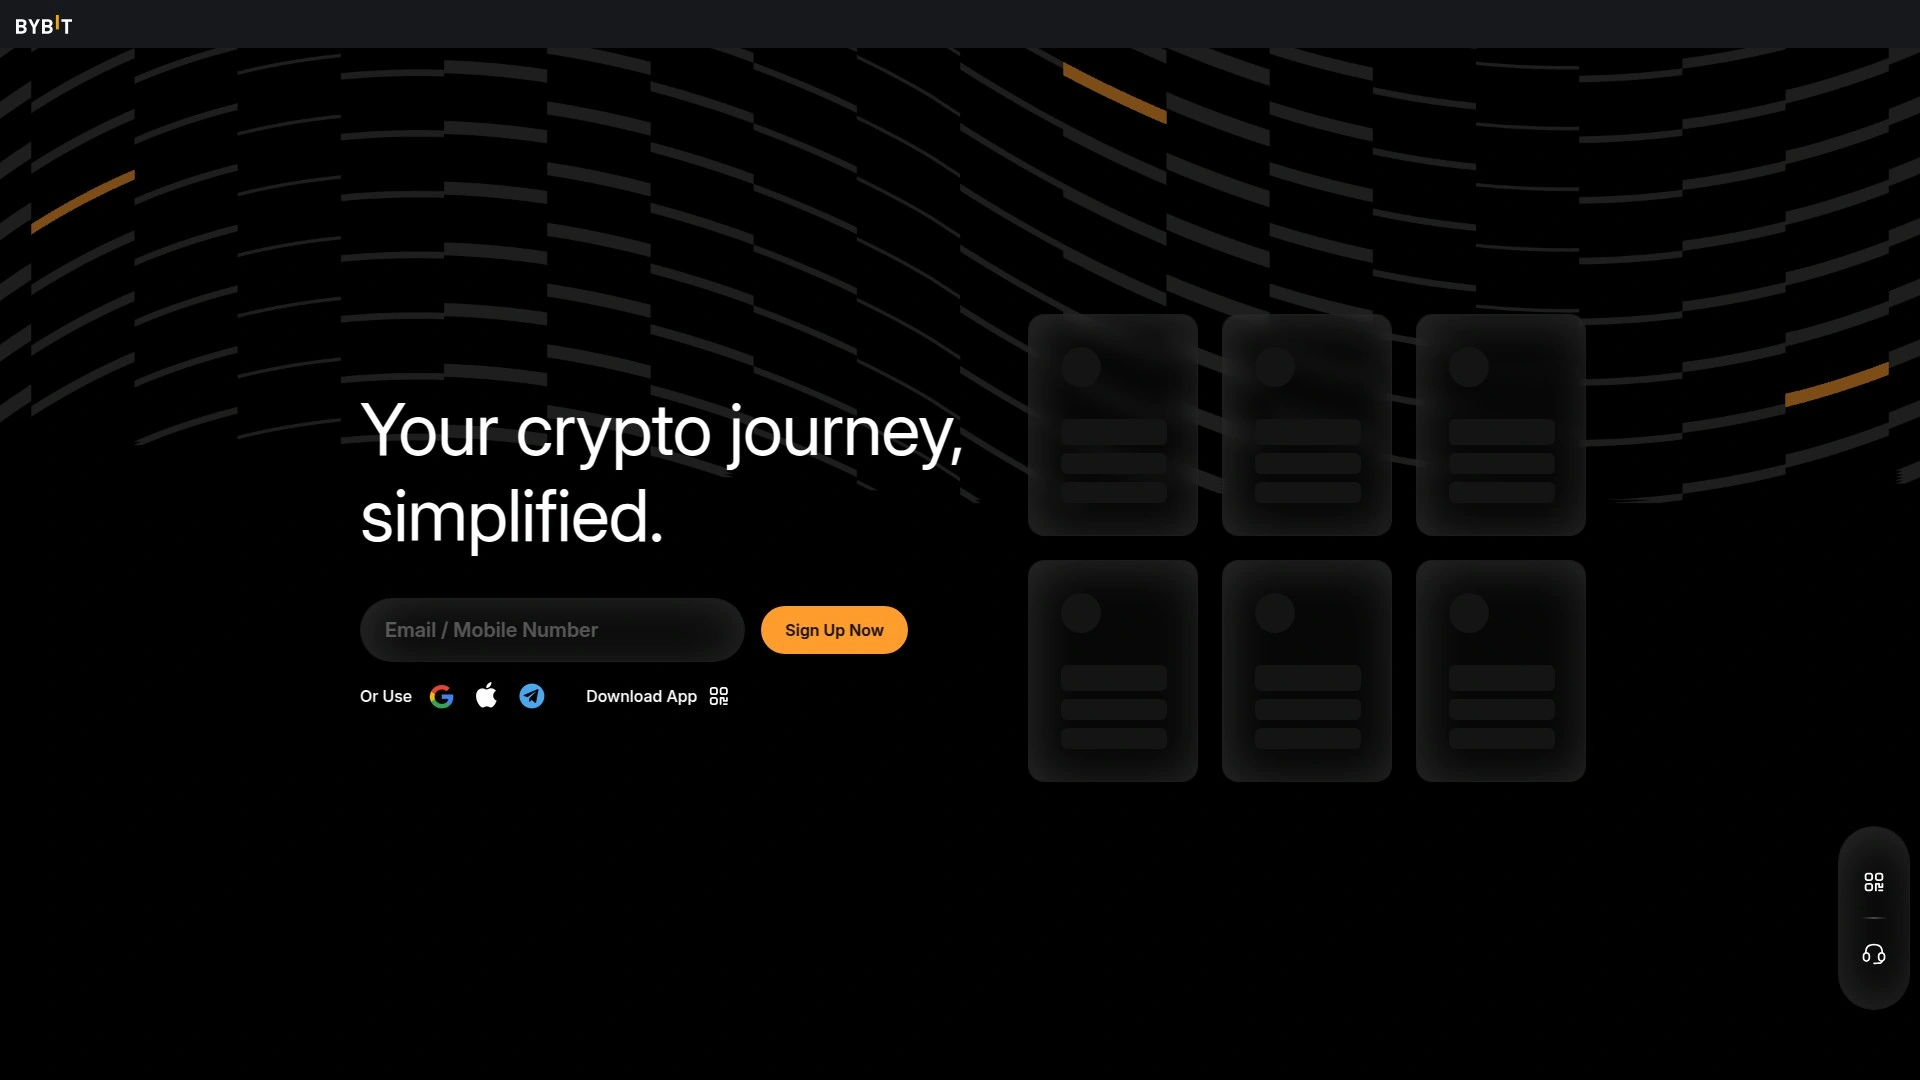 BYBIT
Your crypto journey,
simplified.
Email / Mobile Number
Sign Up Now
Or Use
Download App